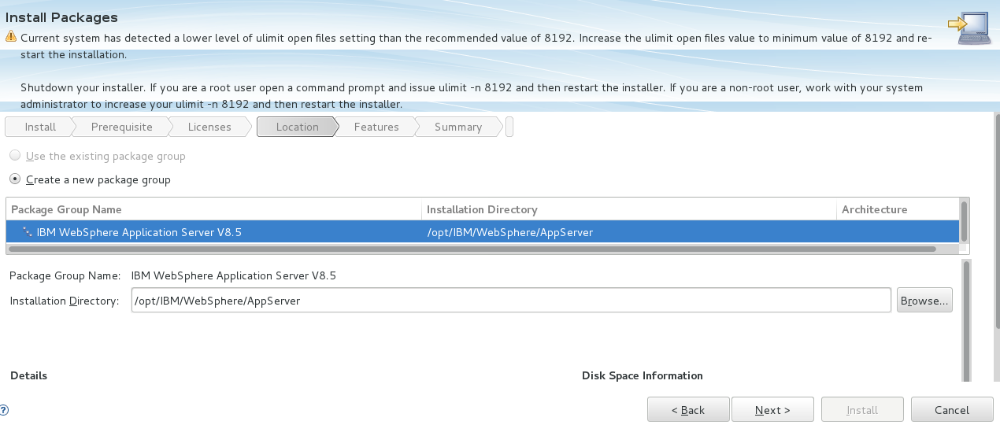 Install Packages
Current system has detected a lower level of ulimit open files setting than the recommended value of 8192. Increase the ulimit open files value to minimum value of 8192 and re-
start the installation.
Shutdown your installer. If you are a root user open a command prompt and issue ulimit -n 8192 and then restart the installer. If you are a non-root user, work with your system
administrator to increase your ulimit -n 8192 and then restart the installer.
Install Prerequisite Licenses Location Features Summary
Use the existing package group
Create a new package group
Package Group Name Installation Directory Architecture
IBM WebSphere Application Server V8.5 /opt/IBM/WebSphere/AppServer
Package Group Name: IBM WebSphere Application Server V8.5
Installation Directory: /opt/IBM/WebSphere/AppServer Browse...
Details Disk Space Information
? < Back Next > Install Cancel